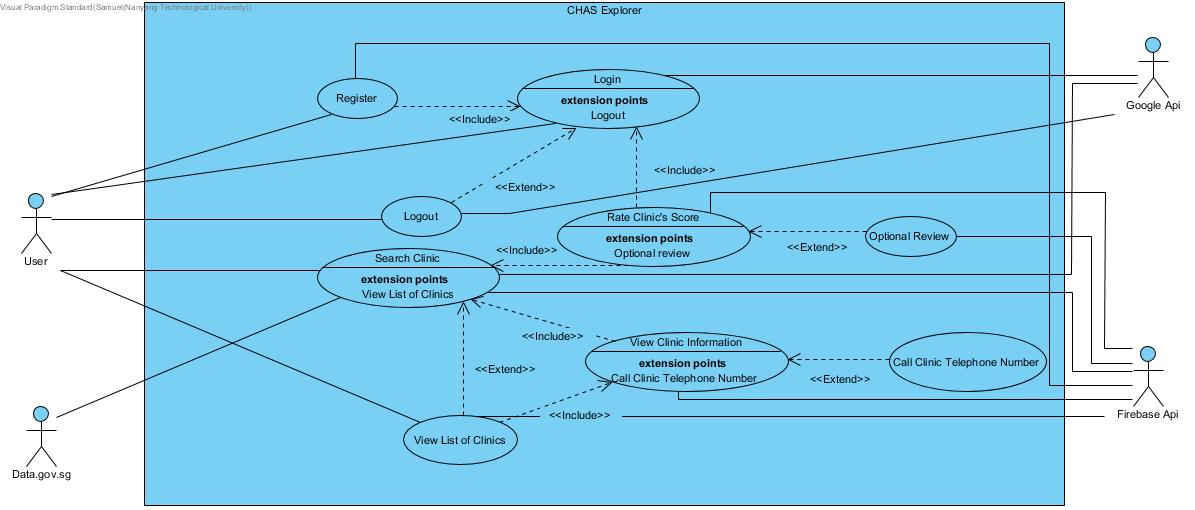 Visual Paradigm Standard(Samuel(Nanyang Technological University))
CHAS Explorer
Login
extension points
Logout
Register
<<Include>>
Google Api
<<Include>>
<<Extend>>
User
Logout
Rate Clinic's Score
extension points
Optional review
Optional Review
<<Extend>>
<<Include>>
Search Clinic
extension points
View List of Clinics
<<Include>>
View Clinic Information
extension points
Call Clinic Telephone Number
Call Clinic Telephone Number
<<Extend>>
<<Extend>>
<<Include>>
Firebase Api
View List of Clinics
Data.gov.sg